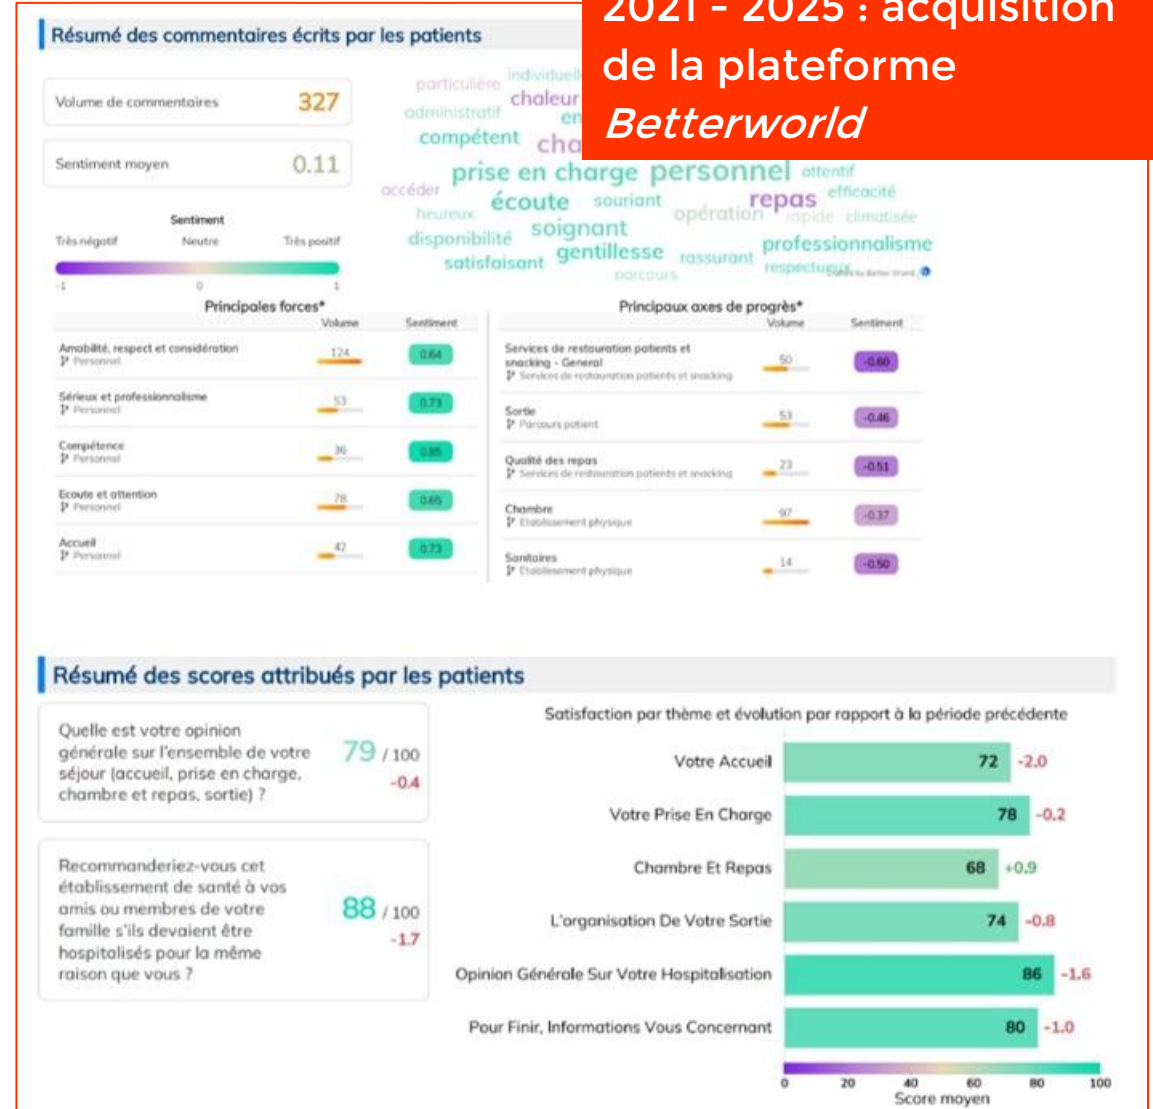 2021 - 2025 : acquisition
de la plateforme
Betterworld
Résumé des commentaires écrits par les patients
Volume de commentaires 327
Sentiment moyen 0.11
Sentiment
Très négatif Neutre Très positif
-1 0 1
particulière
chaleur
administratif en
compétent cha
prise en charge personnel attentif
accéder écoute souriant repas efficacité
heureux opération rapide climatisée
disponibilité soignant professionnalisme
satisfaisant gentillesse rassurant
parcours
Principales forces*
Volume Sentiment
Amabilité, respect et considération 124 0.64
Personnel
Sérieux et professionnalisme 53 0.73
Personnel
Compétence 36 0.85
Personnel
Ecoute et attention 78 0.65
Personnel
Accueil 42 0.73
Personnel
Principaux axes de progrès*
Volume Sentiment
Services de restauration patients et
snacking - General 50 -0.60
Services de restauration patients et snacking
Sortie 53 -0.46
Parcours patient
Qualité des repas 23 -0.51
Services de restauration patients et snacking
Chambre 97 -0.37
Etablissement physique
Sanitaires 14 -0.50
Etablissement physique
Résumé des scores attribués par les patients
Quelle est votre opinion
générale sur l'ensemble de votre
séjour (accueil, prise en charge,
chambre et repas, sortie) ?
79 / 100
-0.4
Recommanderiez-vous cet
établissement de santé à vos
amis ou membres de votre
famille s'ils devaient être
hospitalisés pour la même
raison que vous ?
88 / 100
-1.7
Satisfaction par thème et évolution par rapport à la période précédente
Votre Accueil 72 -2.0
Votre Prise En Charge 78 -0.2
Chambre Et Repas 68 +0.9
L'organisation De Votre Sortie 74 -0.8
Opinion Générale Sur Votre Hospitalisation 86 -1.6
Pour Finir, Informations Vous Concernant 80 -1.0
0 20 40 60 80 100
Score moyen